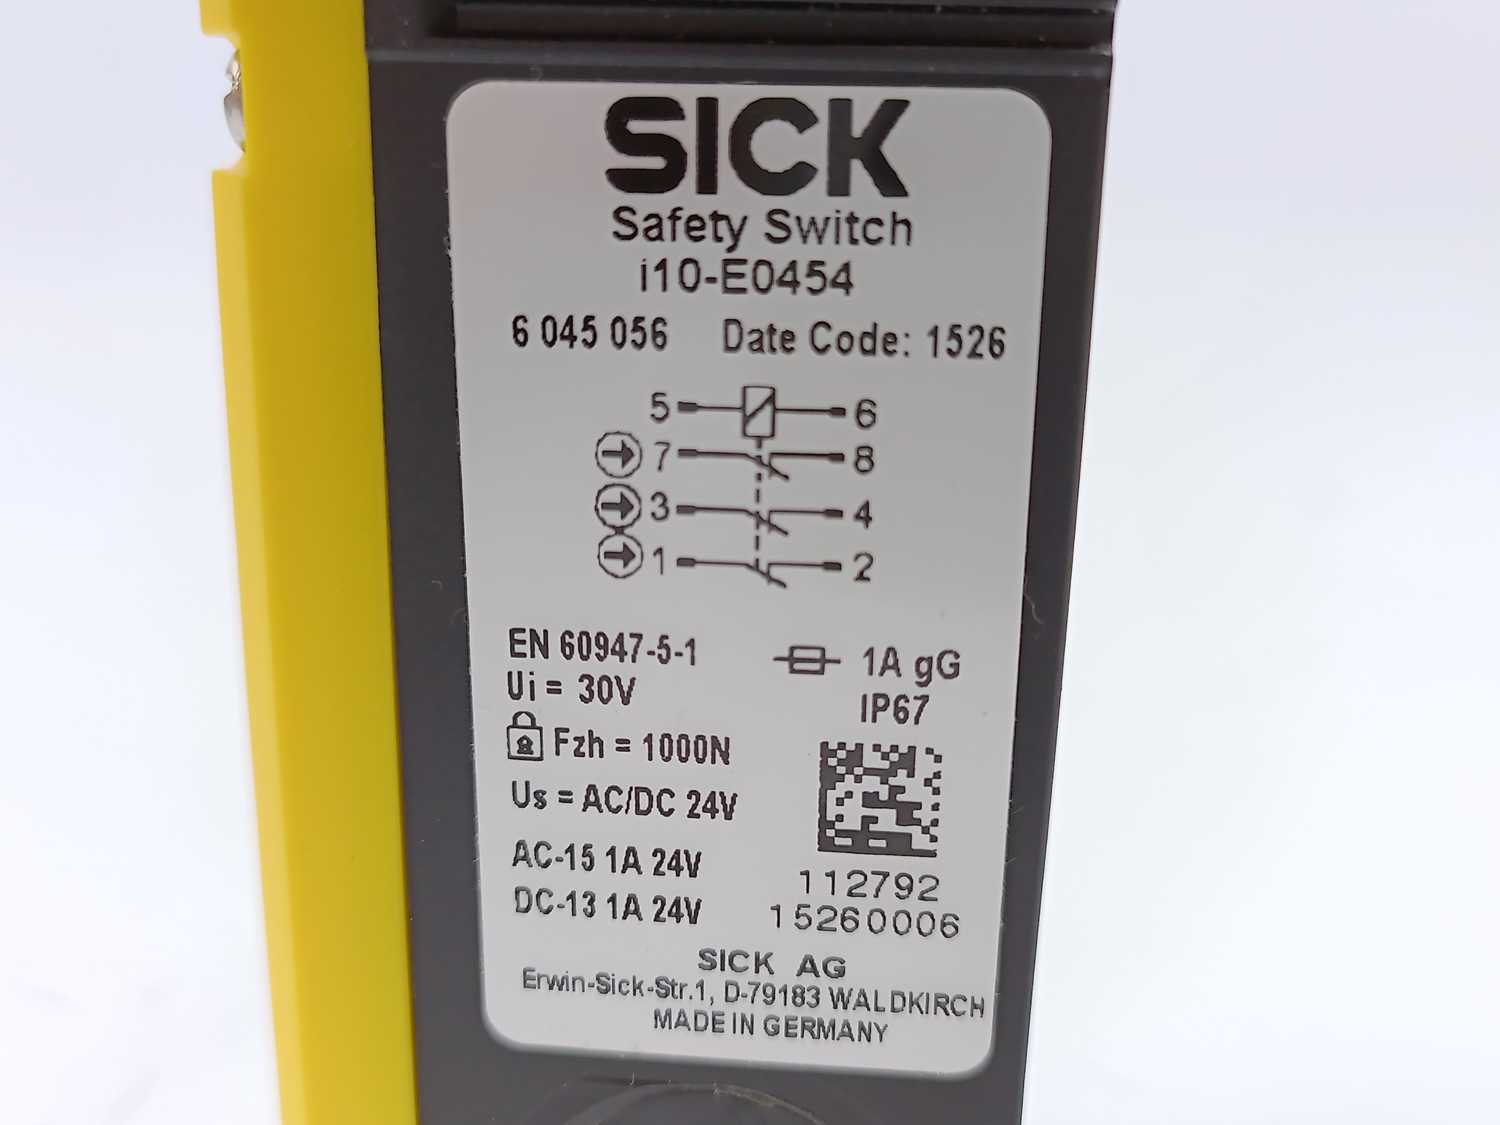 SICK
Safety Switch
i10-E0454
6 045 056 Date Code: 1526
5 6
7 8
3 4
1 2
EN 60947-5-1 1A gG
Ui = 30V IP67
Fzh = 1000N
Us = AC/DC 24V
AC-15 1A 24V 112792
DC-13 1A 24V 15260006
SICK AG
Erwin-Sick-Str.1, D-79183 WALDKIRCH
MADE IN GERMANY